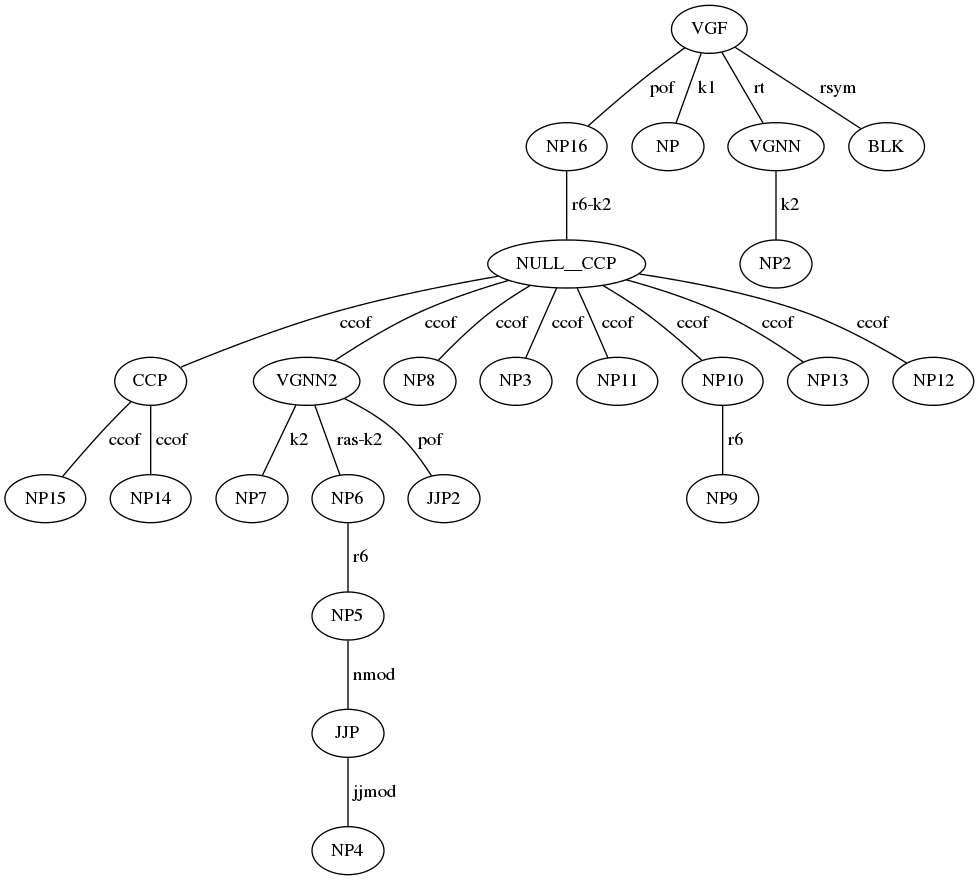 VGF
pof k1 rt rsym
NP16 NP VGNN BLK
r6-k2 k2
NULL__CCP NP2
ccof ccof ccof ccof ccof ccof ccof ccof
CCP VGNN2 NP8 NP3 NP11 NP10 NP13 NP12
ccof ccof k2 ras-k2 pof r6
NP15 NP14 NP7 NP6 JJP2 NP9
r6
NP5
nmod
JJP
jjmod
NP4